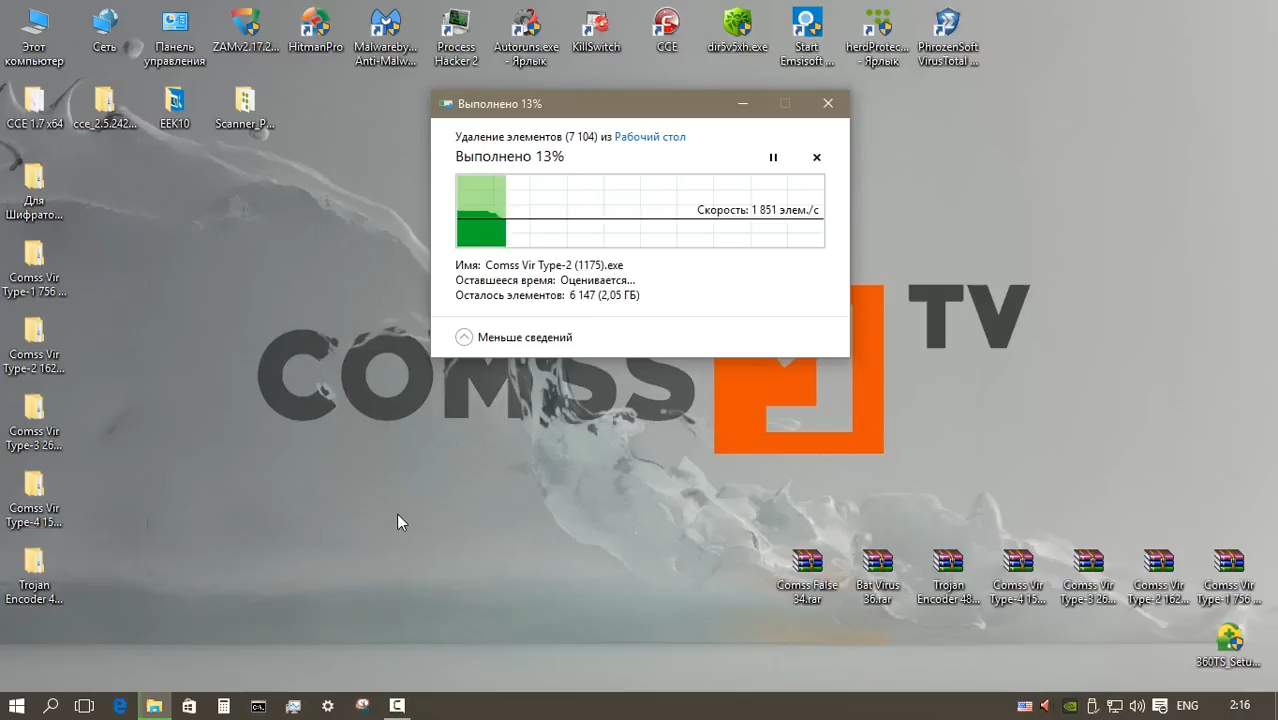 Этот
компьютер
Сеть
Панель
управления
ZAMv2.17.2...
HitmanPro
Malwareby...
Anti-Malw...
Process
Hacker 2
Autoruns.exe
- Ярлык
KillSwitch
CCE
dir5v5xh.exe
Start
Emsisoft ...
herdProtec...
- Ярлык
PhrozenSoft
VirusTotal ...
CCE 1.7 x64
cce_2.5.242...
EEK10
Scanner_P...
Для
Шифрато...
Comss Vir
Type-1 756 ...
Comss Vir
Type-2 162...
Comss Vir
Type-3 26...
Comss Vir
Type-4 15...
Trojan
Encoder 4...
Выполнено 13%
Удаление элементов (7 104) из Рабочий стол
Выполнено 13%
Скорость: 1 851 элем./с
Имя: Comss Vir Type-2 (1175).exe
Оставшееся время: Оценивается...
Осталось элементов: 6 147 (2,05 ГБ)
Меньше сведений
COMSS
TV
Comss False
34.rar
Bat Virus
36.rar
Trojan
Encoder 48...
Comss Vir
Type-4 15...
Comss Vir
Type-3 26...
Comss Vir
Type-2 162...
Comss Vir
Type-1 756...
360TS_Setu...
ENG
2:16